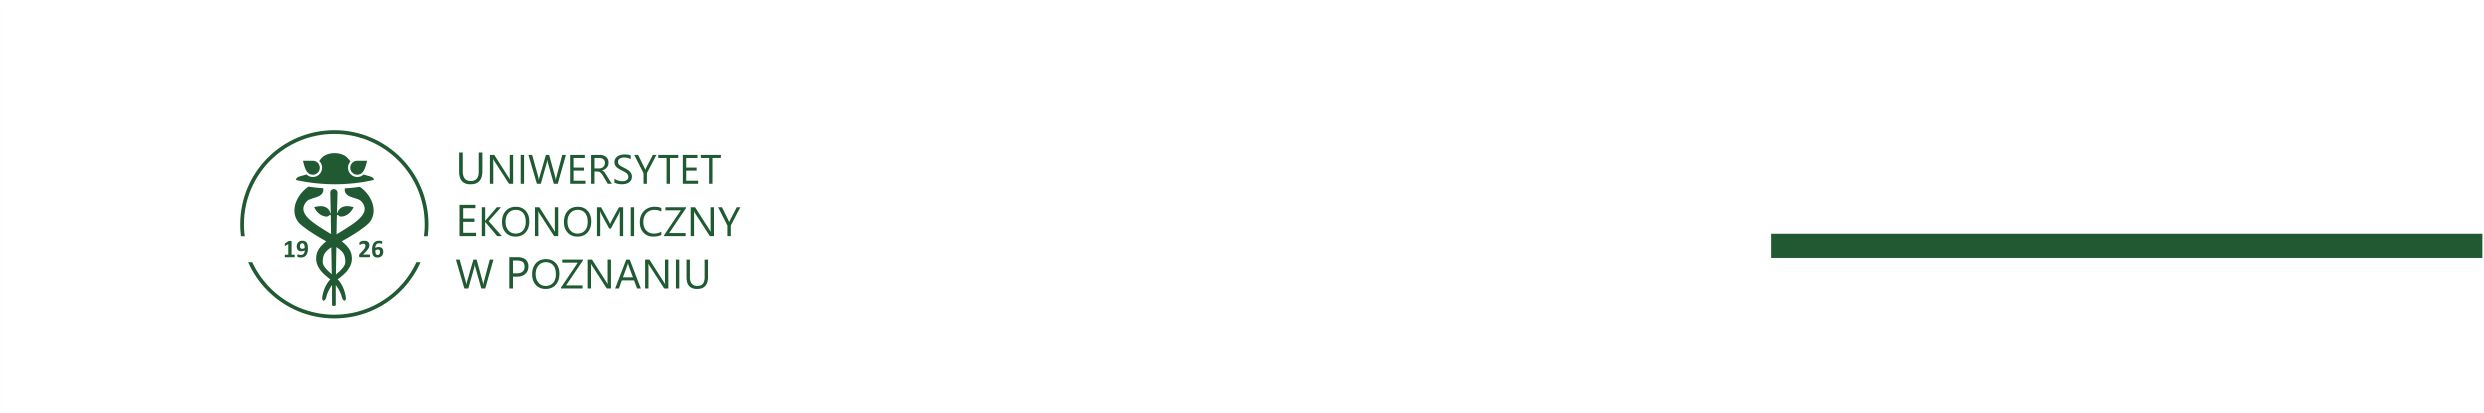 19 26
UNIWERSYTET
EKONOMICZNY
W POZNANIU